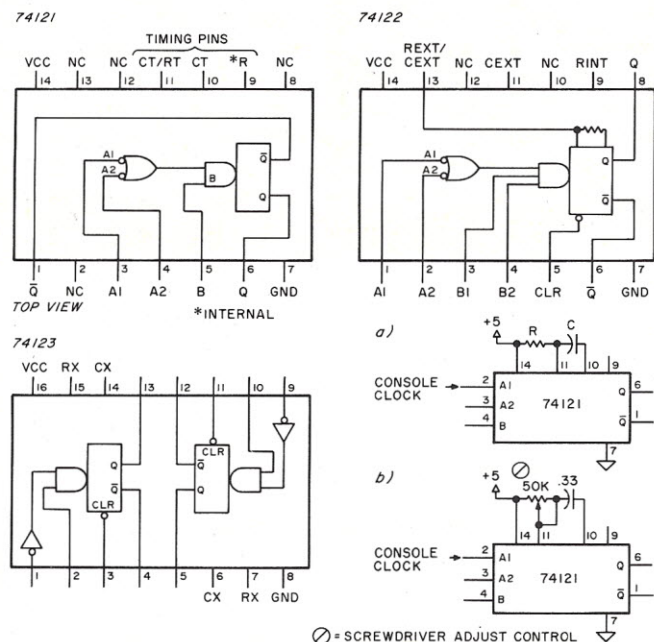 74121
TIMING PINS
VCC NC NC CT/RT CT *R NC
14 13 12 11 10 9 8
A1
A2
B
Q̅
Q
1 2 3 4 5 6 7
Q̅ NC A1 A2 B Q GND
TOP VIEW
*INTERNAL
74122
REXT/
VCC CEXT NC CEXT NC RINT Q
14 13 12 11 10 9 8
A1
A2
Q
Q̅
1 2 3 4 5 6 7
A1 A2 B1 B2 CLR Q̅ GND
74123
VCC RX CX
16 15 14 13 12 11 10 9
CLR
Q
Q̅
CLR
Q̅
Q
1 2 3 4 5 6 7 8
CX RX GND
a)
+5 R C
14 11 10 9
CONSOLE
CLOCK
2 A1
3 A2
4 B
74121
Q 6
Q̅ 1
7
b)
+5 50K .33
14 11 10 9
CONSOLE
CLOCK
2 A1
3 A2
4 B
74121
Q 6
Q̅ 1
7
= SCREWDRIVER ADJUST CONTROL